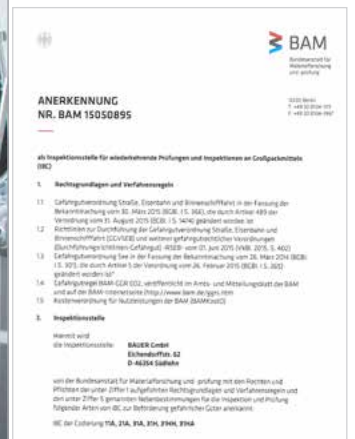 BAM
Bundesanstalt für
Materialforschung
und -prüfung
ANERKENNUNG
NR. BAM 15050895
12200 Berlin
als Inspektionsstelle für wiederkehrende Prüfungen und Inspektionen an Großpackmitteln
(IBC)
1. Rechtsgrundlagen und Verfahrensregeln
1.1 Gefahrgutverordnung Straße, Eisenbahn und Binnenschifffahrt in der Fassung der
Bekanntmachung vom 30. März 2015 (BGBl. I S. 366), die durch Artikel 489 der
Verordnung vom 31. August 2015 (BGBl. I S. 1474) geändert worden ist
1.2 Richtlinien zur Durchführung der Gefahrgutverordnung Straße, Eisenbahn und
Binnenschifffahrt (GGVSEB) und weiterer gefahrgutrechtlicher Verordnungen
(Durchführungsrichtlinien-Gefahrgut) -RSEB- vom 01. Juni 2015 (VkBl. 2015, S. 402)
1.3 Gefahrgutverordnung See in der Fassung der Bekanntmachung vom 26. März 2014 (BGBl.
I S. 301), die durch Artikel 5 der Verordnung vom 26. Februar 2015 (BGBl. I S. 265)
geändert worden ist"
1.4 Gefahrgutregel BAM-GGR 002, veröffentlicht im Amts- und Mitteilungsblatt der BAM
und auf der BAM-Internetseite (http://www.bam.de/ggrs.htm
1.5 Kostenverordnung für Nutzleistungen der BAM (BAMKostO)
2. Inspektionsstelle
Hiermit wird
die Inspektionsstelle: BAUER GmbH
Eichendorffstr. 62
D-46354 Südlohn
von der Bundesanstalt für Materialforschung und -prüfung mit den Rechten und
Pflichten der unter Ziffer 1 aufgeführten Rechtsgrundlagen und Verfahrensregeln und
den unter Ziffer 5 genannten Nebenbestimmungen für die Inspektion und Prüfung
folgender Arten von IBC zur Beförderung gefährlicher Güter anerkannt:
IBC der Codierung 11A, 21A, 31A, 31H, 31HH, 31HA